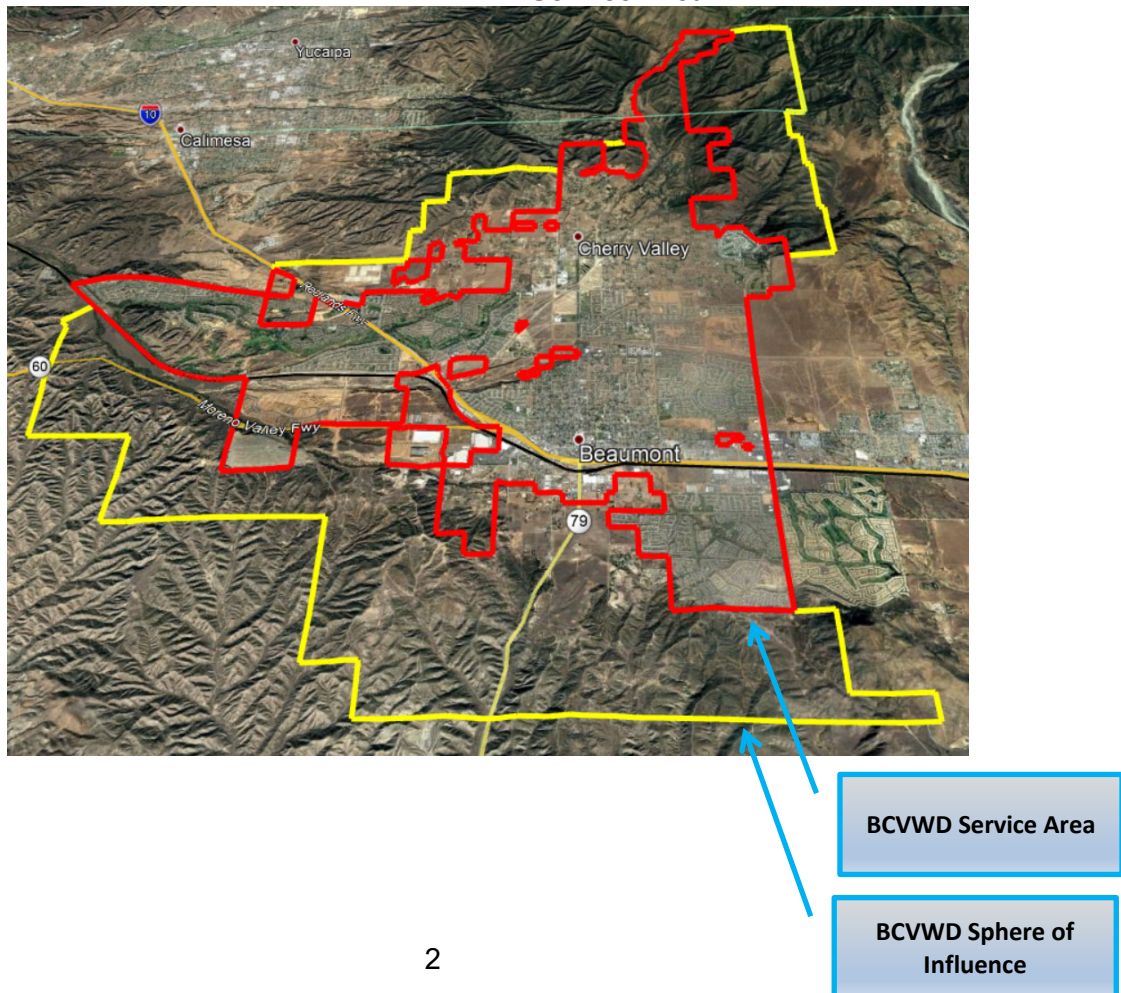 Yucaipa
10
Calimesa
Cherry Valley
Redlands Fwy
60
Moreno Valley Fwy
Beaumont
79
BCVWD Service Area
BCVWD Sphere of
Influence
2